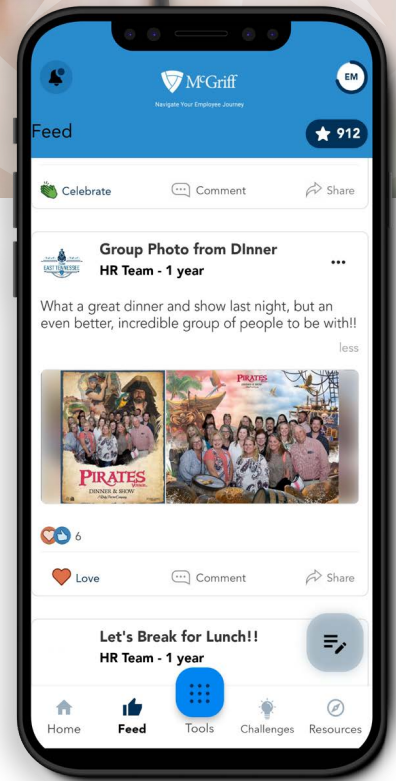 McGriff
Navigate Your Employee Journey
EM
Feed
912
Celebrate
Comment
Share
Group Photo from DInner
HR Team - 1 year
EAST TENNESSEE
What a great dinner and show last night, but an
even better, incredible group of people to be with!!
less
PIRATES
DINNER & SHOW
PIRATES
6
Love
Comment
Share
Let's Break for Lunch!!
HR Team - 1 year
Home
Feed
Tools
Challenges
Resources